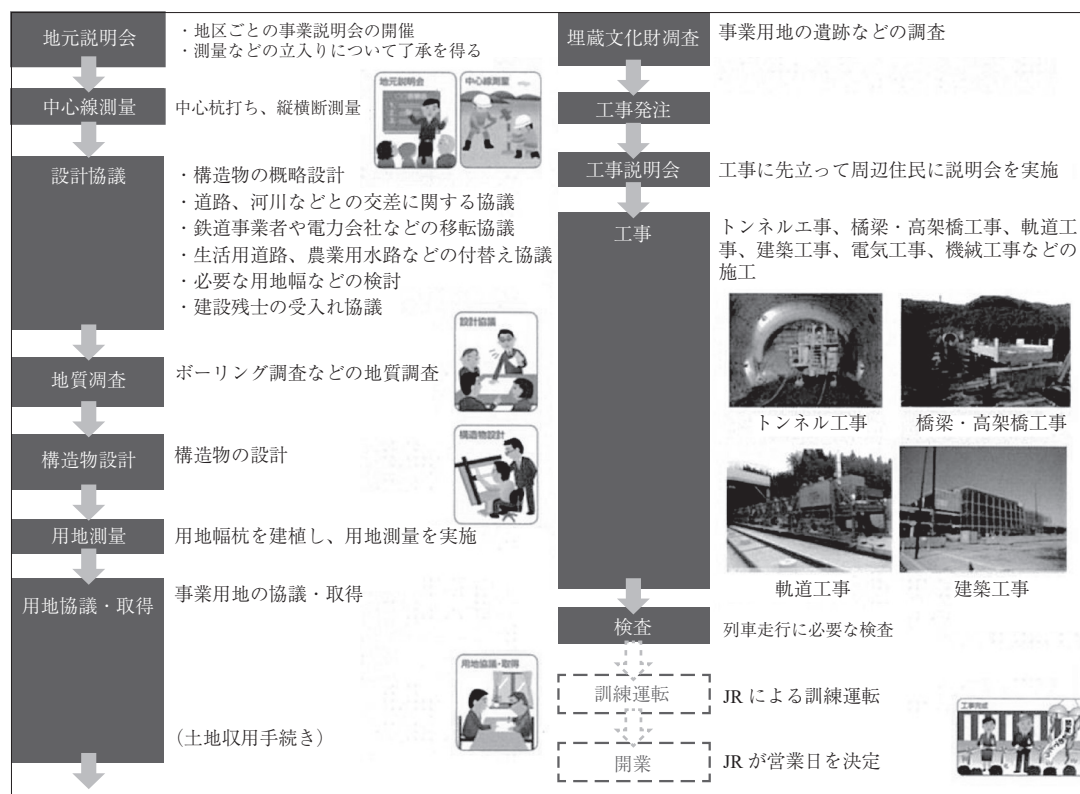 地元説明会
・地区ごとの事業説明会の開催
・測量などの立入りについて了承を得る
地元説明会
中心線測量
中心線測量
中心杭打ち、縦横断測量
設計協議
・構造物の概略設計
・道路、河川などとの交差に関する協議
・鉄道事業者や電力会社などの移転協議
・生活用道路、農業用水路などの付替え協議
・必要な用地幅などの検討
・建設残士の受入れ協議
設計協議
地質凋査
ボーリング調査などの地質調査
構造物設計
構造物の設計
構造物設計
用地測量
用地幅杭を建植し、用地測量を実施
用地協議・取得
事業用地の協議・取得
用地協議・取得
（土地収用手続き）
埋蔵文化財凋査
事業用地の遺跡などの調査
工事発注
工事説明会
工事に先立って周辺住民に説明会を実施
工事
トンネルエ事、橋梁・高架橋工事、軌道工
事、建築工事、電気工事、機絨工事などの
施工
トンネル工事
橋梁・高架橋工事
軌道工事
建築工事
検査
列車走行に必要な検査
訓練運転
JR による訓練運転
開業
JR が営業日を決定
工事完成